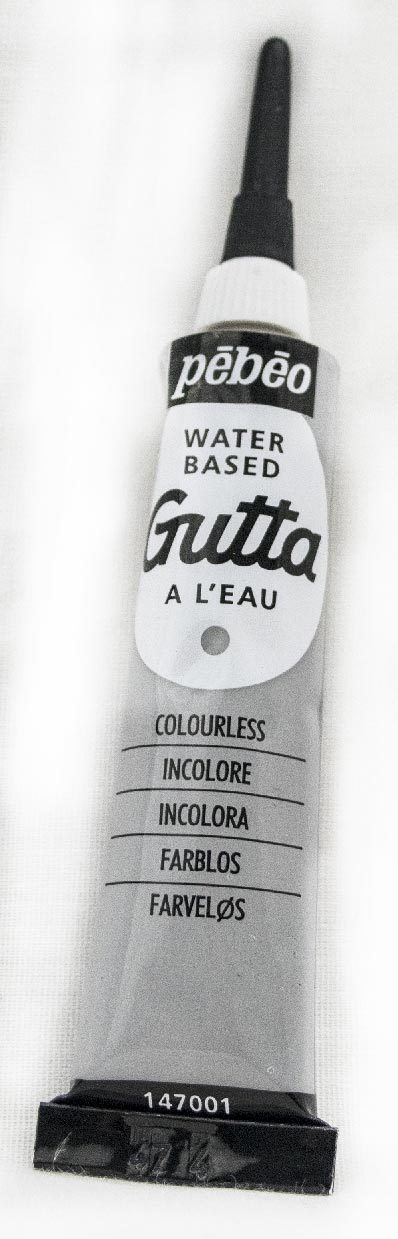 pēbēo
WATER
BASED
Gutta
A L'EAU
COLOURLESS
INCOLORE
INCOLORA
FARBLOS
FARVELØS
147001